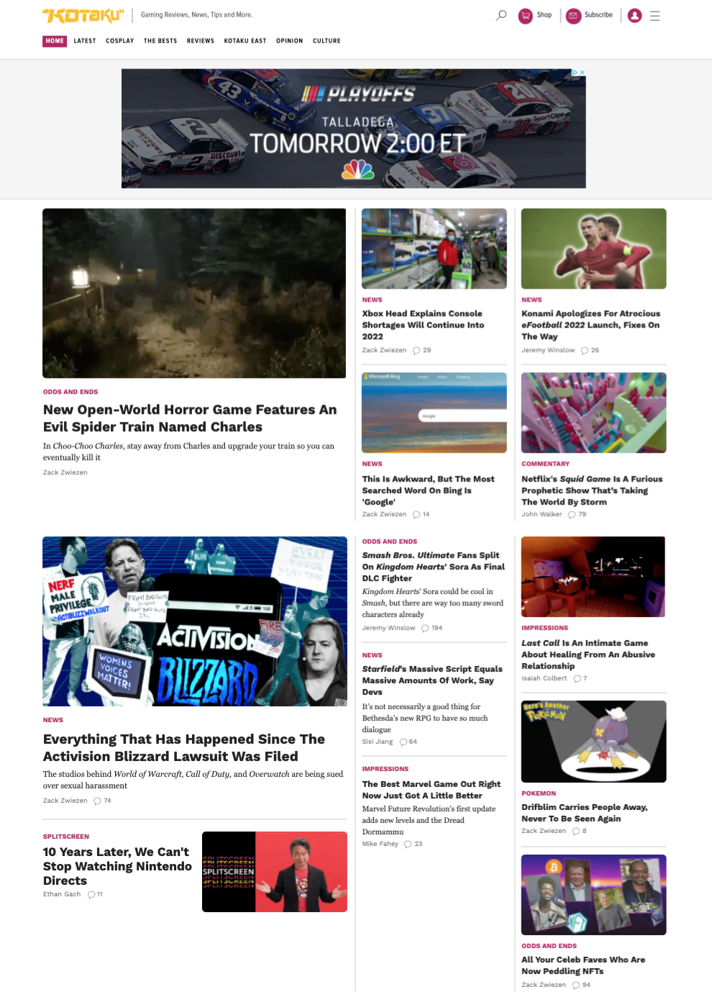 KOTAKU
Gaming Reviews, News, Tips and More.
Shop
Subscribe
HOME LATEST COSPLAY THE BESTS REVIEWS KOTAKU EAST OPINION CULTURE
PLAYOFFS
TALLADEGA
TOMORROW 2:00 ET
ODDS AND ENDS
New Open-World Horror Game Features An
Evil Spider Train Named Charles
In Choo-Choo Charles, stay away from Charles and upgrade your train so you can
eventually kill it
Zack Zwiezen
NEWS
Xbox Head Explains Console
Shortages Will Continue Into
2022
Zack Zwiezen 29
NEWS
Konami Apologizes For Atrocious
eFootball 2022 Launch, Fixes On
The Way
Jeremy Winslow 26
Microsoft Bing
Google
NEWS
This Is Awkward, But The Most
Searched Word On Bing Is
'Google'
Zack Zwiezen 14
COMMENTARY
Netflix's Squid Game Is A Furious
Prophetic Show That's Taking
The World By Storm
John Walker 79
NERF
MALE
PRIVILEGE
#ACTIBLIZZWALKOUT
FIGHT BAD GUYS
IN GAME
FIGHT BAD GUYS
IRL
LEAD
RESPONSIBLY
EVERY
VOICE
MATTERS
100
FIRE
WOMEN'S
VOICES
MATTER!
ACTIVISION
BLIZZARD
NEWS
Everything That Has Happened Since The
Activision Blizzard Lawsuit Was Filed
The studios behind World of Warcraft, Call of Duty, and Overwatch are being sued
over sexual harassment
Zack Zwiezen 74
SPLITSCREEN
10 Years Later, We Can't
Stop Watching Nintendo
Directs
Ethan Gach 11
SPLITSCREEN
ODDS AND ENDS
Smash Bros. Ultimate Fans Split
On Kingdom Hearts' Sora As Final
DLC Fighter
Kingdom Hearts' Sora could be cool in
Smash, but there are way too many sword
characters already
Jeremy Winslow 194
NEWS
Starfield's Massive Script Equals
Massive Amounts Of Work, Say
Devs
It's not necessarily a good thing for
Bethesda's new RPG to have so much
dialogue
Sisi Jiang 64
IMPRESSIONS
The Best Marvel Game Out Right
Now Just Got A Little Better
Marvel Future Revolution's first update
adds new levels and the Dread
Dormammu
Mike Fahey 23
IMPRESSIONS
Last Call Is An Intimate Game
About Healing From An Abusive
Relationship
Isaiah Colbert 7
Here's Another
Pokémon
POKEMON
Drifblim Carries People Away,
Never To Be Seen Again
Zack Zwiezen 8
NFT
ODDS AND ENDS
All Your Celeb Faves Who Are
Now Peddling NFTs
Zack Zwiezen 94